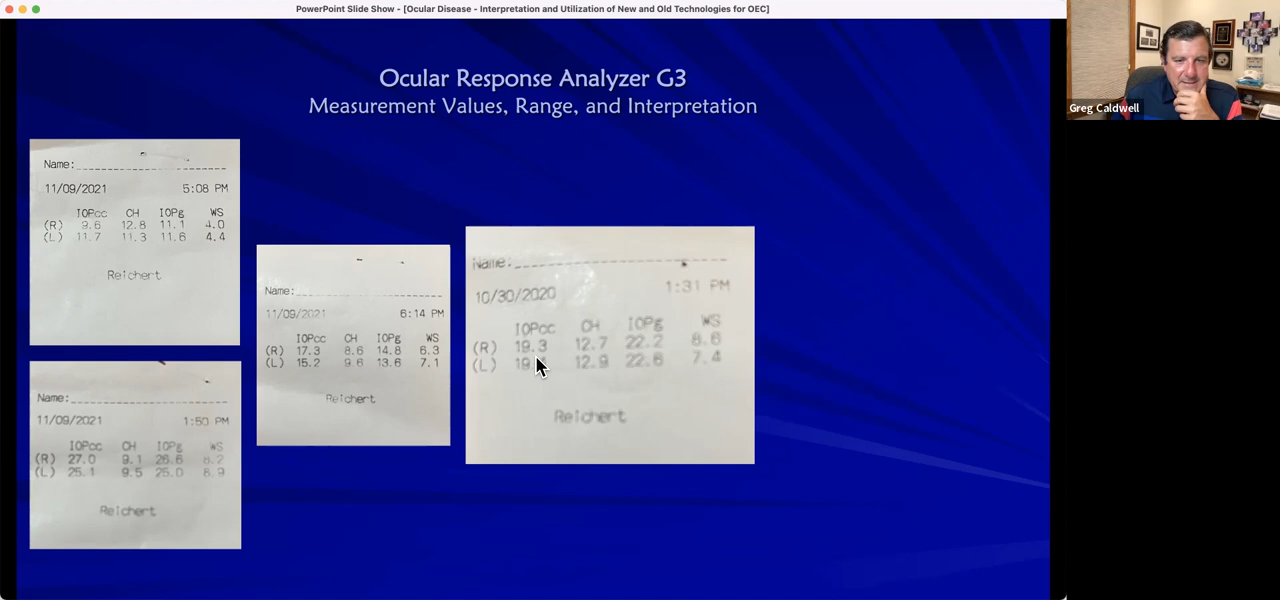 PowerPoint Slide Show - [Ocular Disease - Interpretation and Utilization of New and Old Technologies for OEC]
Greg Caldwell
Ocular Response Analyzer G3
Measurement Values, Range, and Interpretation
Name:
11/09/2021 5:08 PM
IOPcc CH IOPg WS
(R) 9.6 12.8 11.1 4.0
(L) 11.7 11.3 11.6 4.4
Reichert
Name:
11/09/2021 6:14 PM
IOPcc CH IOPg WS
(R) 17.3 8.6 14.8 6.3
(L) 15.2 9.6 13.6 7.1
Reichert
Name:
10/30/2020 1:31 PM
IOPcc CH IOPg WS
(R) 19.3 12.7 22.2 8.6
(L) 12.9 22.6 7.4
Reichert
Name:
11/09/2021 1:50 PM
IOPcc CH IOPg WS
(R) 27.0 9.1 26.6 8.2
(L) 25.1 9.5 25.0 8.9
Reichert